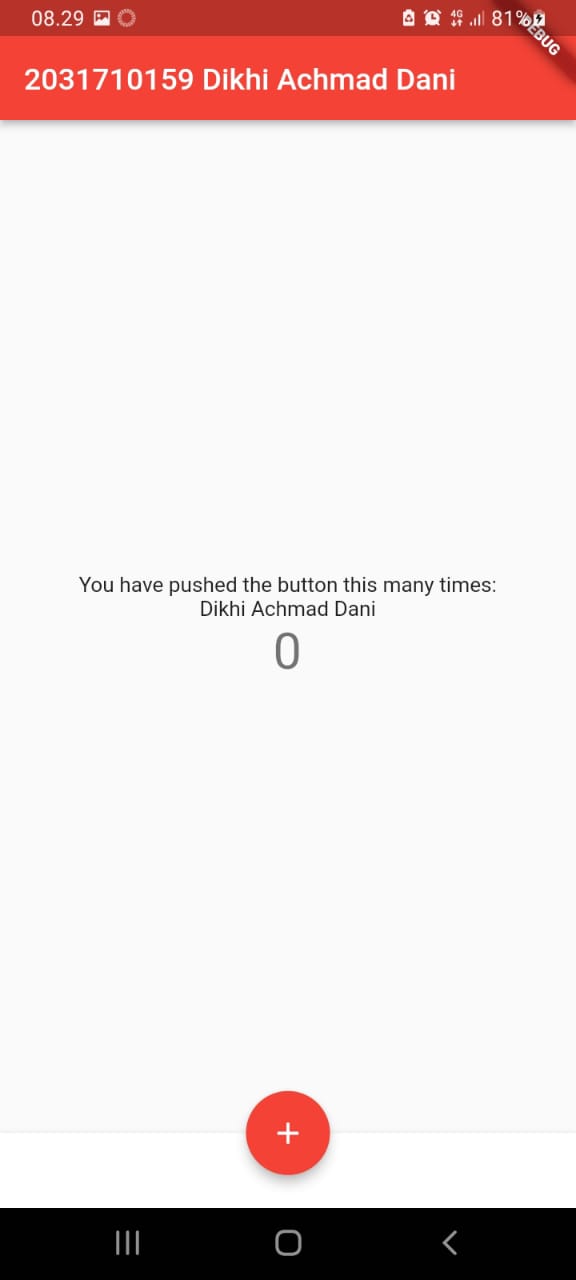 08.29 4G 81%
DEBUG
2031710159 Dikhi Achmad Dani
You have pushed the button this many times:
Dikhi Achmad Dani
0
+